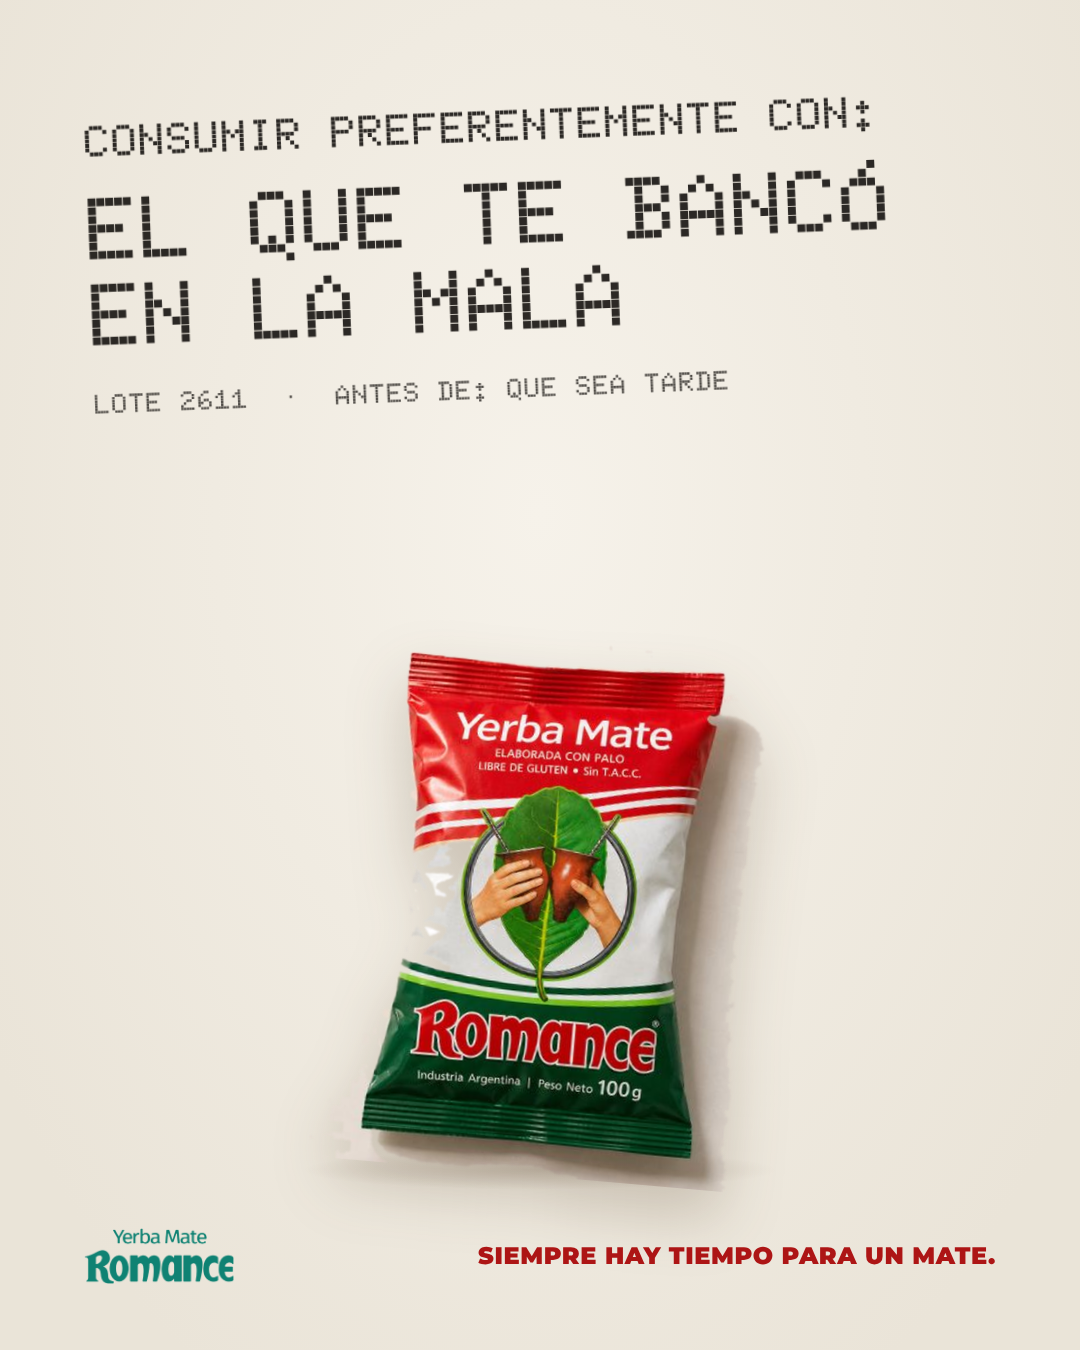 CONSUMIR PREFERENTEMENTE CON:
EL QUE TE BANCÓ
EN LA MALA
LOTE 2611 · ANTES DE: QUE SEA TARDE
Yerba Mate
ELABORADA CON PALO
LIBRE DE GLUTEN • Sin T.A.C.C.
Romance®
Industria Argentina | Peso Neto 100g
Yerba Mate
Romance
SIEMPRE HAY TIEMPO PARA UN MATE.